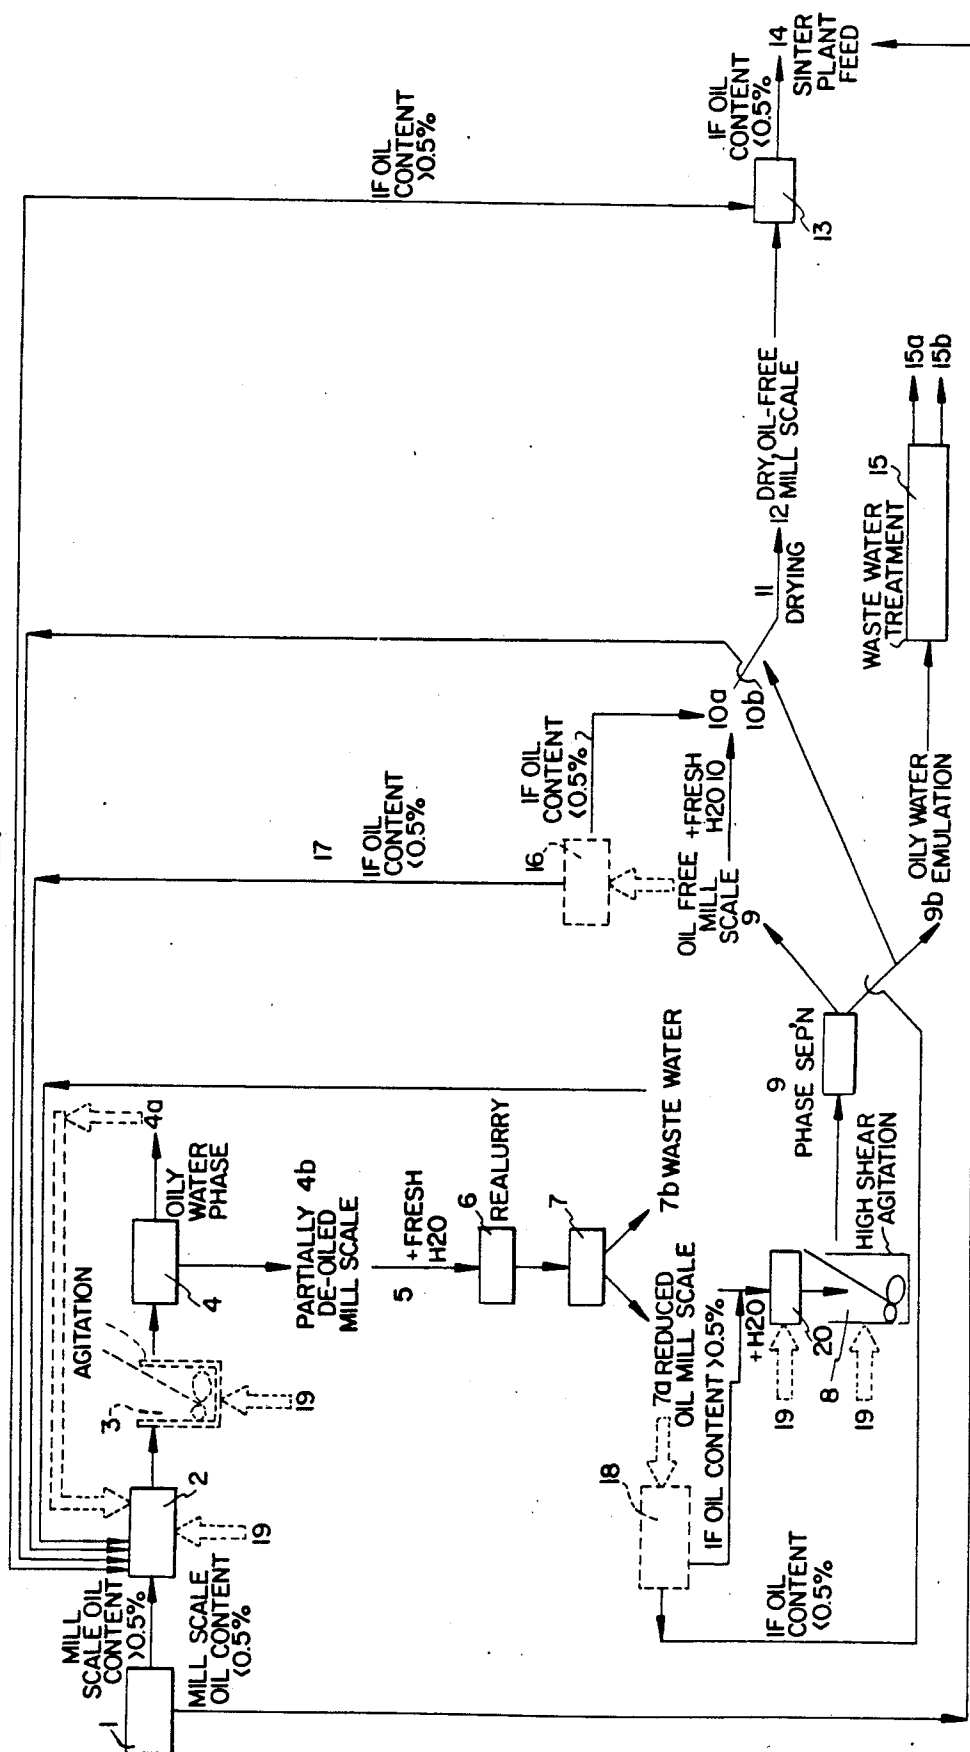 1
MILL
SCALE OIL
CONTENT
>0.5%
MILL SCALE
OIL CONTENT
<0.5%
2
19
3
AGITATION
19
4
OILY
WATER
PHASE
4a
PARTIALLY 4b
DE-OILED
MILL SCALE
5
+FRESH
H2O
6
REALURRY
7
7b WASTE WATER
7a REDUCED
OIL MILL SCALE
18
IF OIL CONTENT >0.5%
IF OIL
CONTENT
<0.5%
+H2O
19
20
19
8
HIGH SHEAR
AGITATION
9
PHASE SEP'N
9
OIL FREE
MILL
SCALE
+FRESH
H2O 10
9b
OILY WATER
EMULATION
16
17
IF OIL
CONTENT
<0.5%
IF OIL
CONTENT
<0.5%
10a
10b
11
DRYING
12 DRY, OIL-FREE
MILL SCALE
WASTE WATER
TREATMENT
15
15a
15b
13
IF OIL
CONTENT
>0.5%
IF OIL
CONTENT
<0.5%
14
SINTER
PLANT
FEED